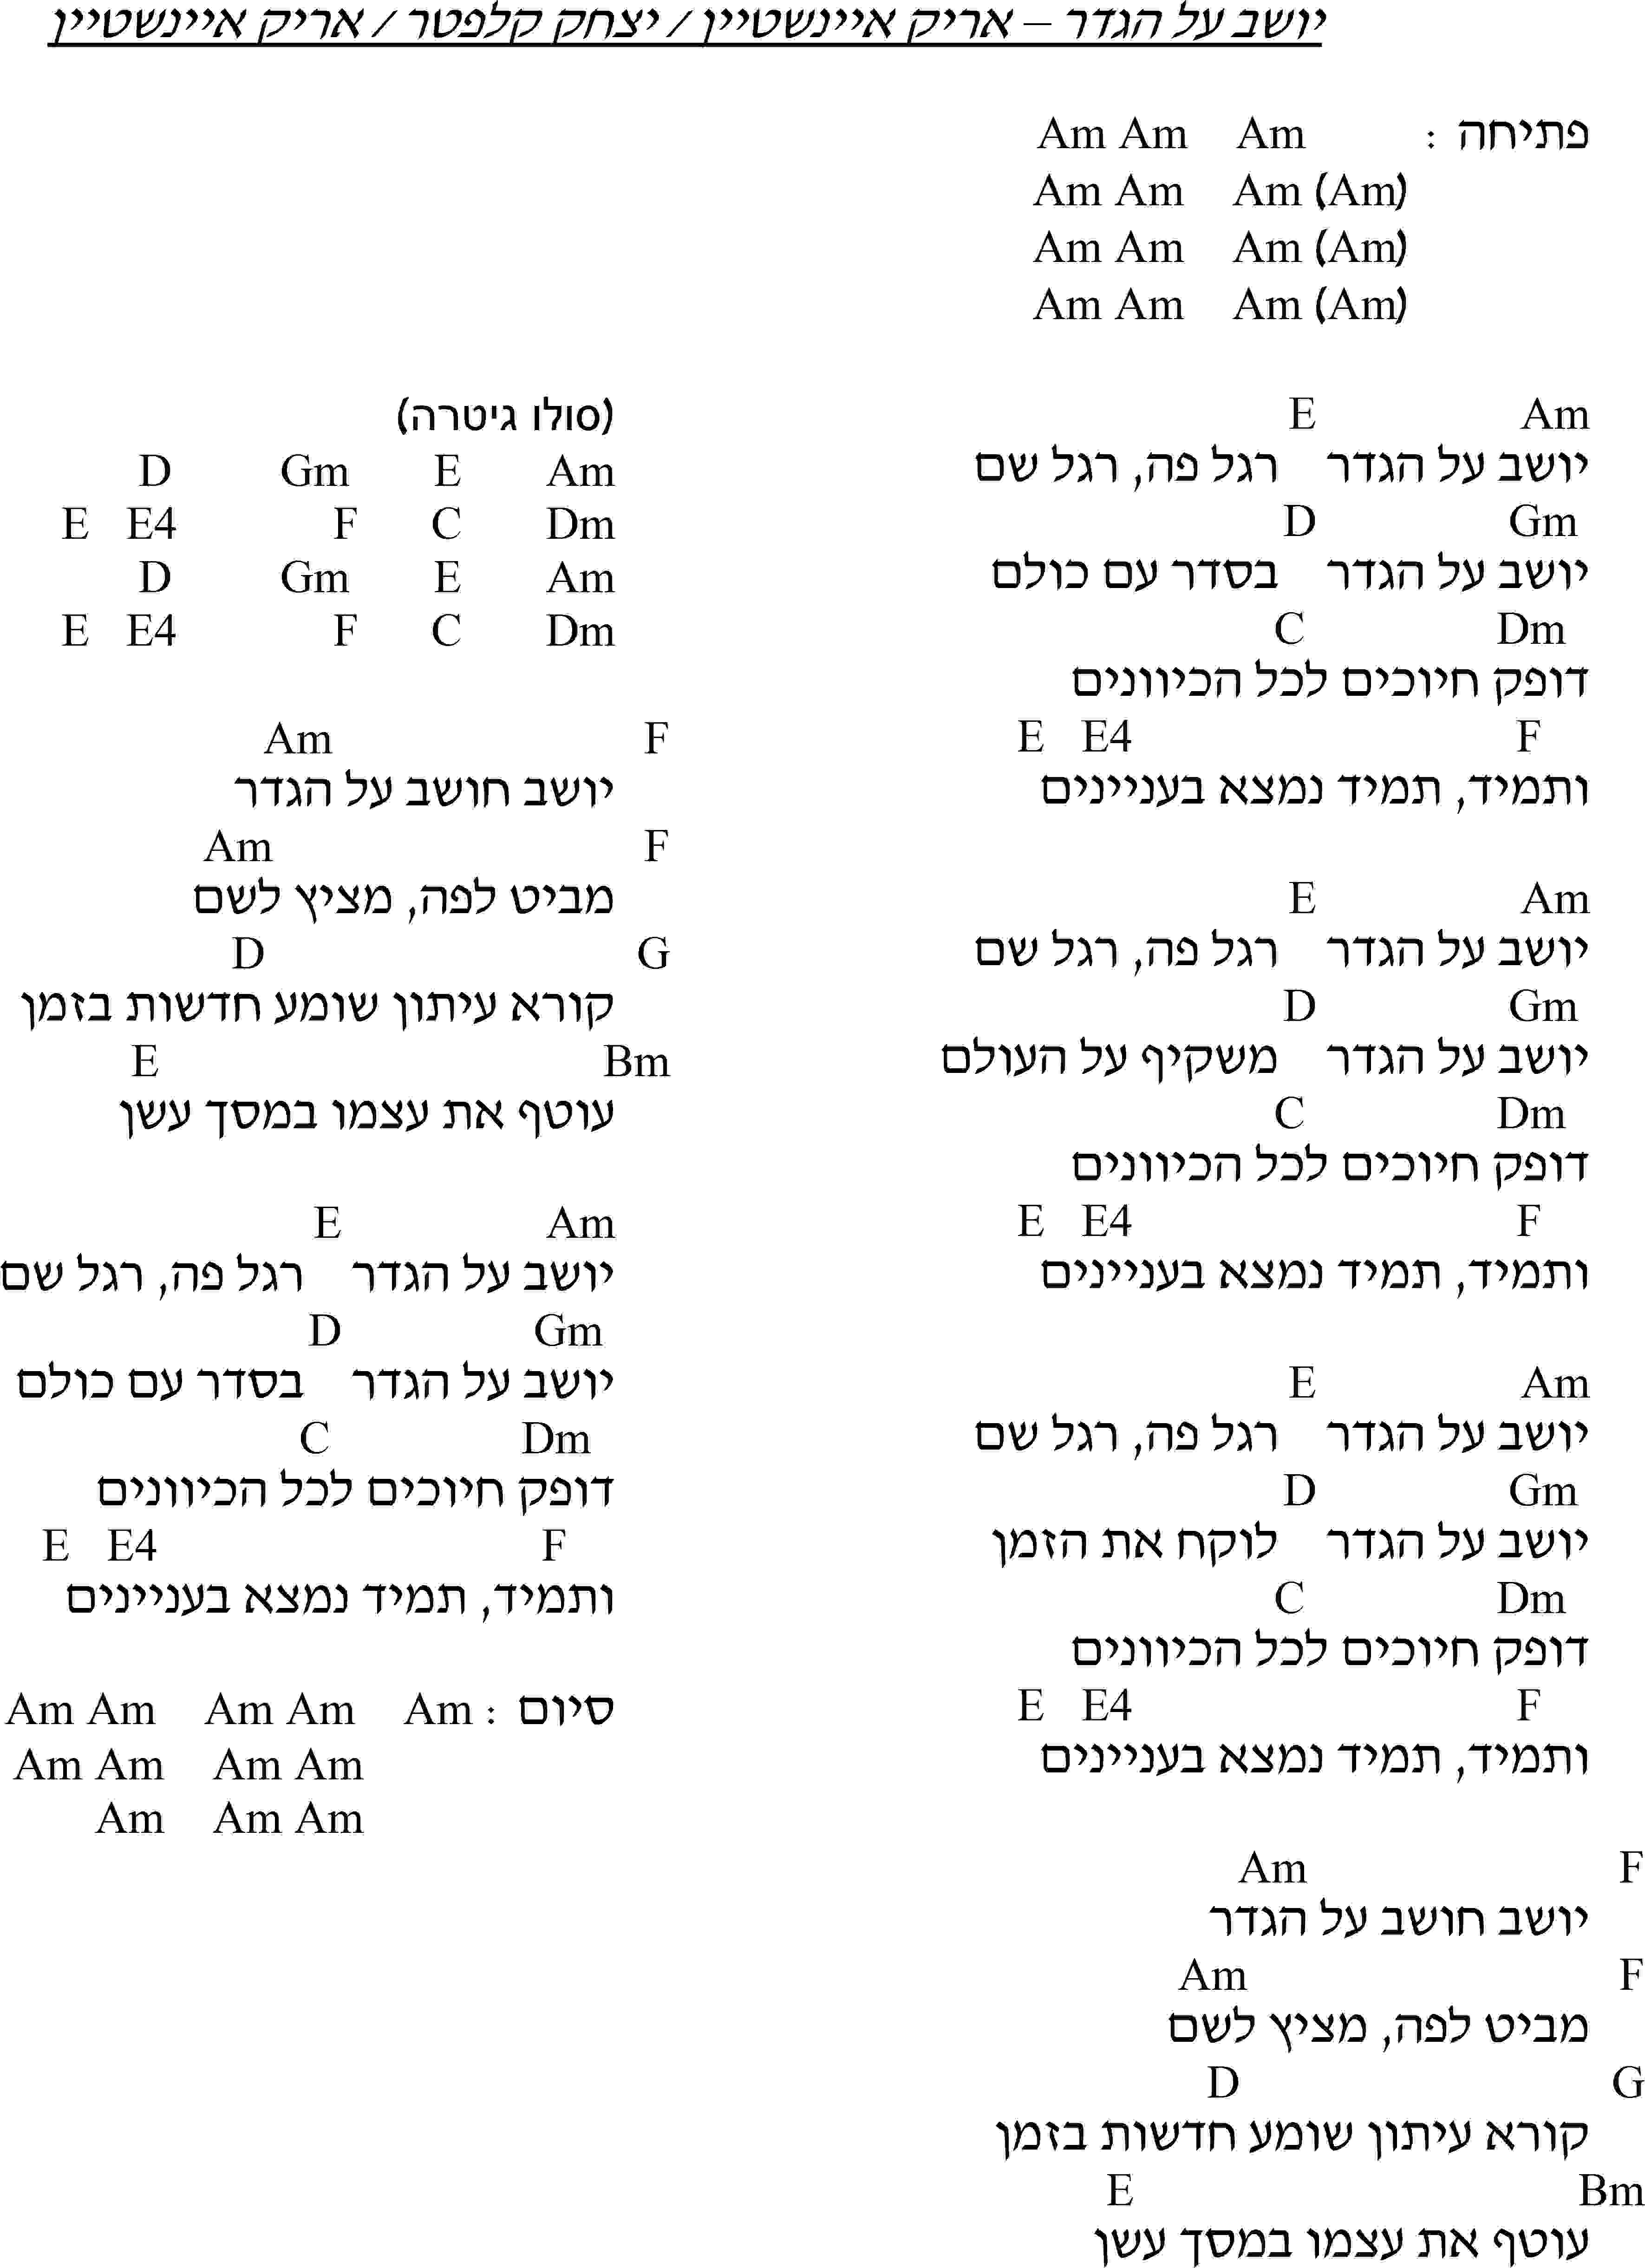 יושב על הגדר – אריק איינשטיין / יצחק קלפטר / אריק איינשטיין
פתיחה : Am Am Am
Am Am Am (Am)
Am Am Am (Am)
Am Am Am (Am)
E Am
יושב על הגדר רגל פה, רגל שם
D Gm
יושב על הגדר בסדר עם כולם
C Dm
דופק חיוכים לכל הכיוונים
E E4 F
ותמיד, תמיד נמצא בעניינים
E Am
יושב על הגדר רגל פה, רגל שם
D Gm
יושב על הגדר משקיף על העולם
C Dm
דופק חיוכים לכל הכיוונים
E E4 F
ותמיד, תמיד נמצא בעניינים
E Am
יושב על הגדר רגל פה, רגל שם
D Gm
יושב על הגדר לוקח את הזמן
C Dm
דופק חיוכים לכל הכיוונים
E E4 F
ותמיד, תמיד נמצא בעניינים
Am F
יושב חושב על הגדר
Am F
מביט לפה, מציץ לשם
D G
קורא עיתון שומע חדשות בזמן
E Bm
עוטף את עצמו במסך עשן
(סולו גיטרה)
D Gm E Am
E E4 F C Dm
D Gm E Am
E E4 F C Dm
Am F
יושב חושב על הגדר
Am F
מביט לפה, מציץ לשם
D G
קורא עיתון שומע חדשות בזמן
E Bm
עוטף את עצמו במסך עשן
E Am
יושב על הגדר רגל פה, רגל שם
D Gm
יושב על הגדר בסדר עם כולם
C Dm
דופק חיוכים לכל הכיוונים
E E4 F
ותמיד, תמיד נמצא בעניינים
סיום : Am Am Am Am Am
Am Am Am Am
Am Am Am